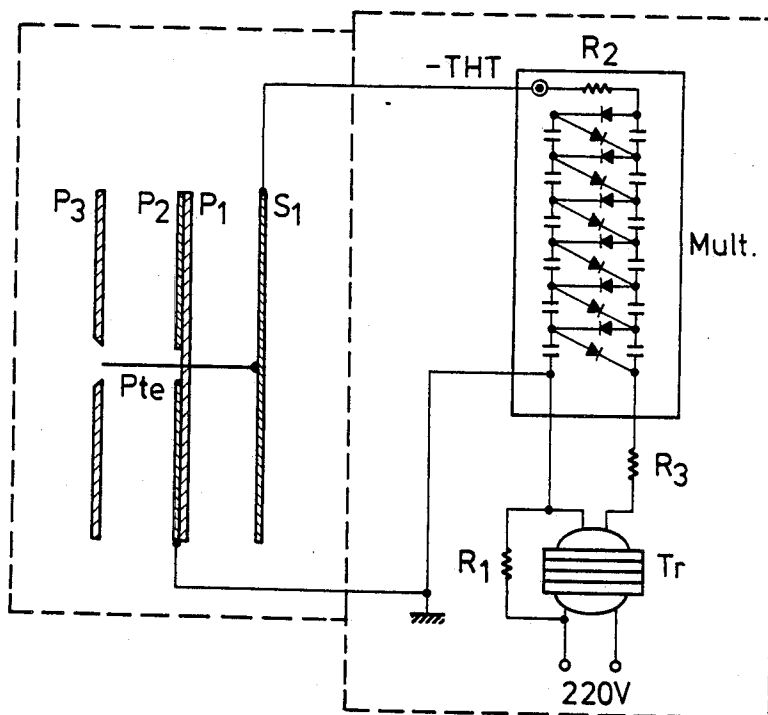 R2
-THT
P3 P2 P1 S1
Mult.
Pte
R3
R1 Tr
220V